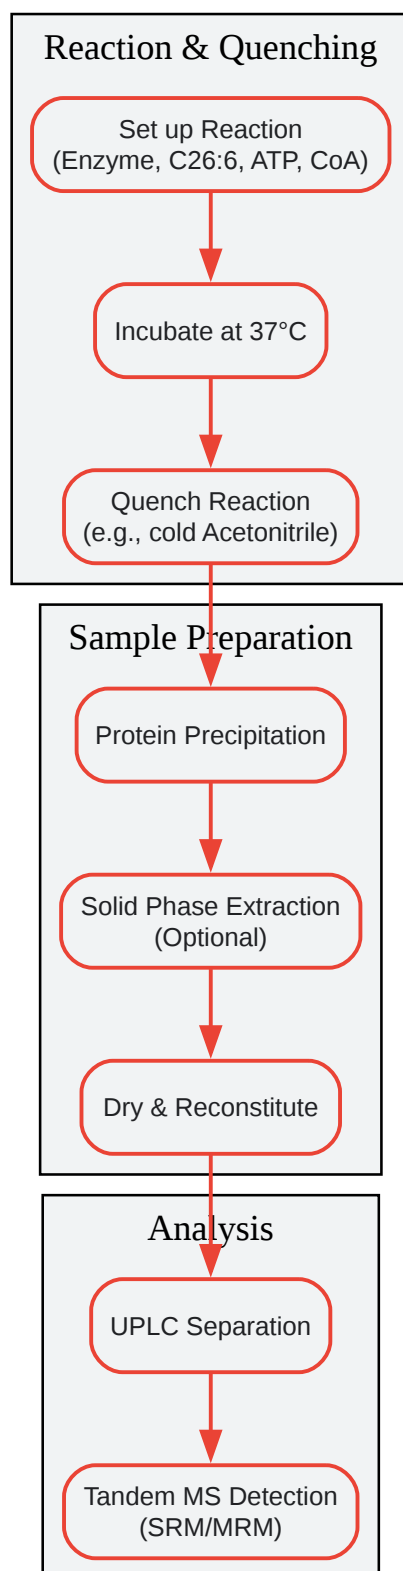 Reaction & Quenching
Set up Reaction
(Enzyme, C26:6, ATP, CoA)
Incubate at 37°C
Quench Reaction
(e.g., cold Acetonitrile)
Sample Preparation
Protein Precipitation
Solid Phase Extraction
(Optional)
Dry & Reconstitute
Analysis
UPLC Separation
Tandem MS Detection
(SRM/MRM)